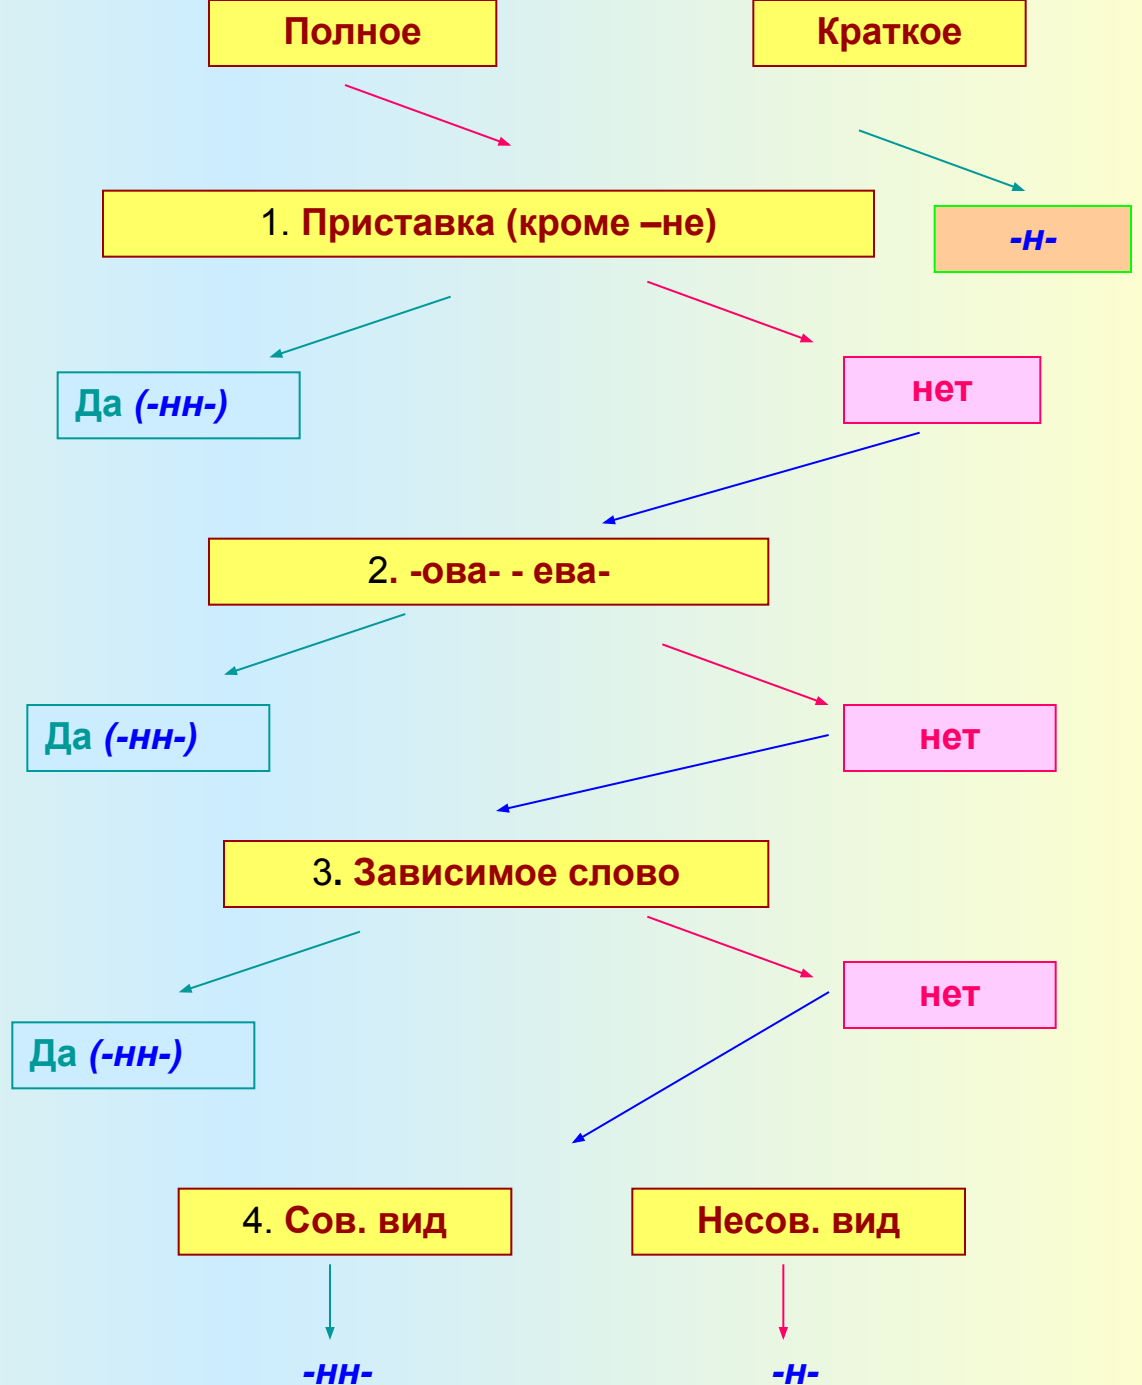 Полное
Краткое
1. Приставка (кроме –не)
-н-
Да (-нн-)
нет
2. -ова- - ева-
Да (-нн-)
нет
3. Зависимое слово
Да (-нн-)
нет
4. Сов. вид
Несов. вид
-нн-
-н-